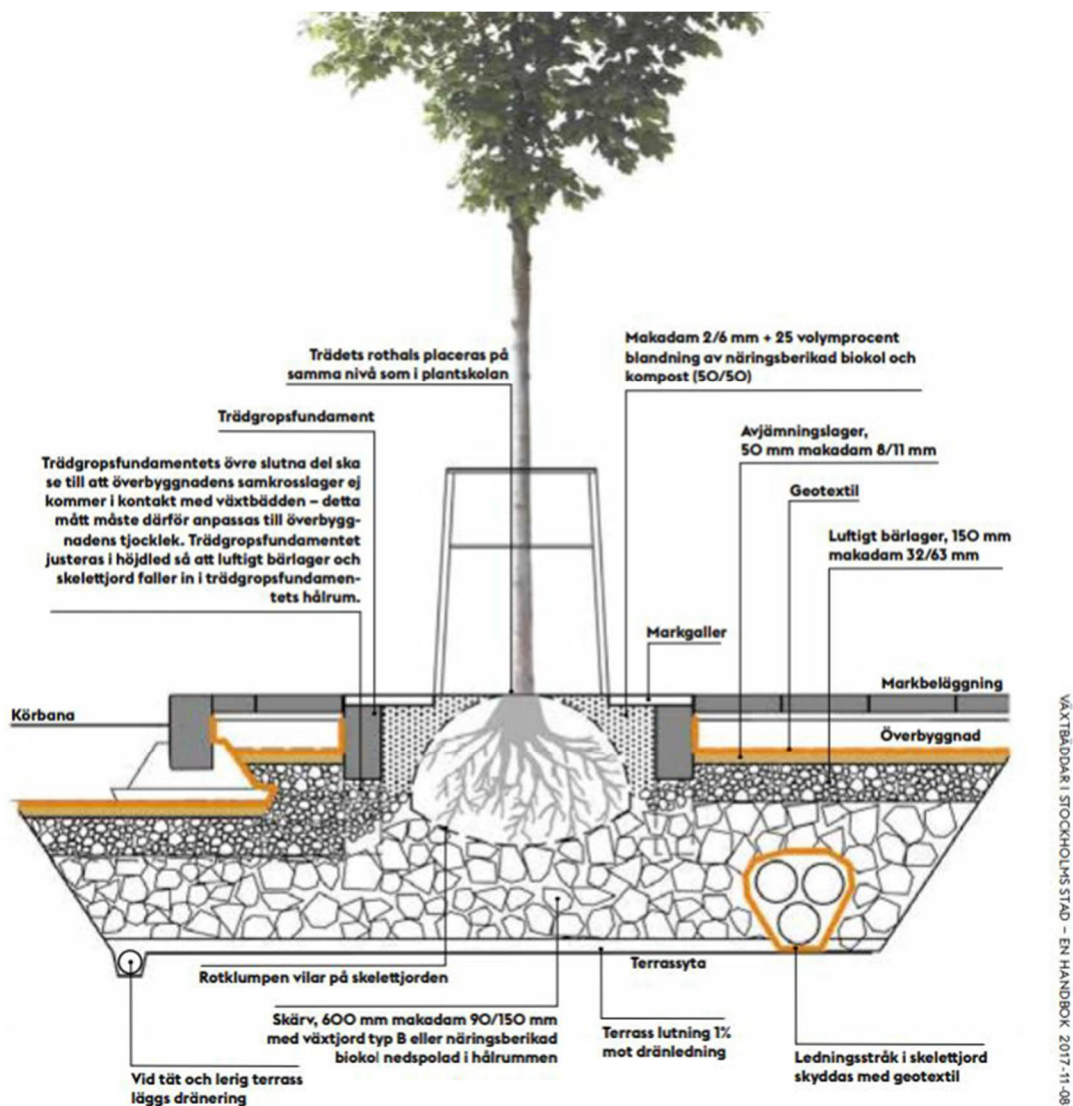 Trädets rothals placeras på
samma nivå som i plantskolan
Makadam 2/6 mm + 25 volymprocent
blandning av näringsberikad biokol och
kompost (50/50)
Trädgropsfundament
Avjämningslager,
50 mm makadam 8/11 mm
Trädgropsfundamentets övre slutna del ska
se till att överbyggnadens samkrosslager ej
kommer i kontakt med växtbädden – detta
mått måste därför anpassas till överbygg-
nadens tjocklek. Trädgropsfundamentet
justeras i höjdled så att luftigt bärlager och
skelettjord faller in i trädgropsfundamen-
tets hålrum.
Geotextil
Luftigt bärlager, 150 mm
makadam 32/63 mm
Markgaller
Markbeläggning
Körbana
Överbyggnad
Terrassyta
Rotklumpen vilar på skelettjorden
Skärv, 600 mm makadam 90/150 mm
med växtjord typ B eller näringsberikad
biokol nedspolad i hålrummen
Terrass lutning 1%
mot dränledning
Ledningsstråk i skelettjord
skyddas med geotextil
Vid tät och lerig terrass
läggs dränering
VÄXTBÄDDAR I STOCKHOLMS STAD – EN HANDBOK 2017-11-08